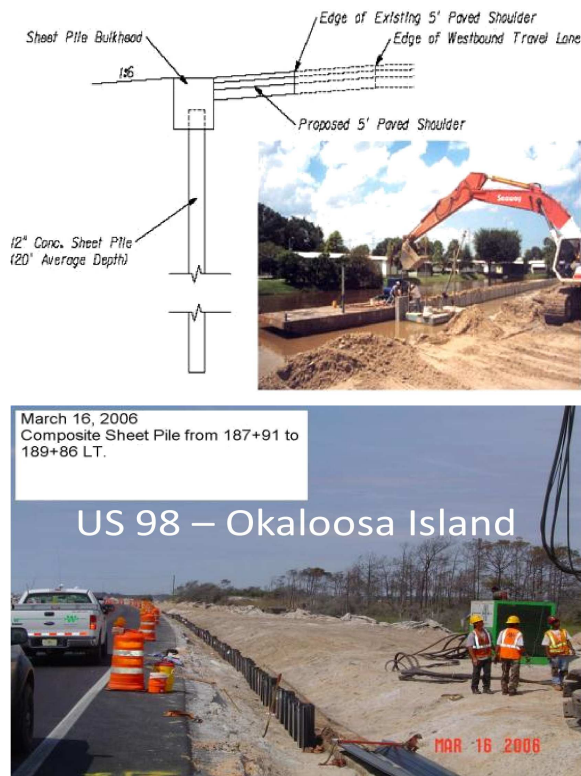 Edge of Existing 5' Paved Shoulder
Sheet Pile Bulkhead
Edge of Westbound Travel Lane
1:6
Proposed 5' Paved Shoulder
Seaway
12" Conc. Sheet Pile
(20' Average Depth)
March 16, 2006
Composite Sheet Pile from 187+91 to
189+86 LT.
US 98 – Okaloosa Island
MAR 16 2006